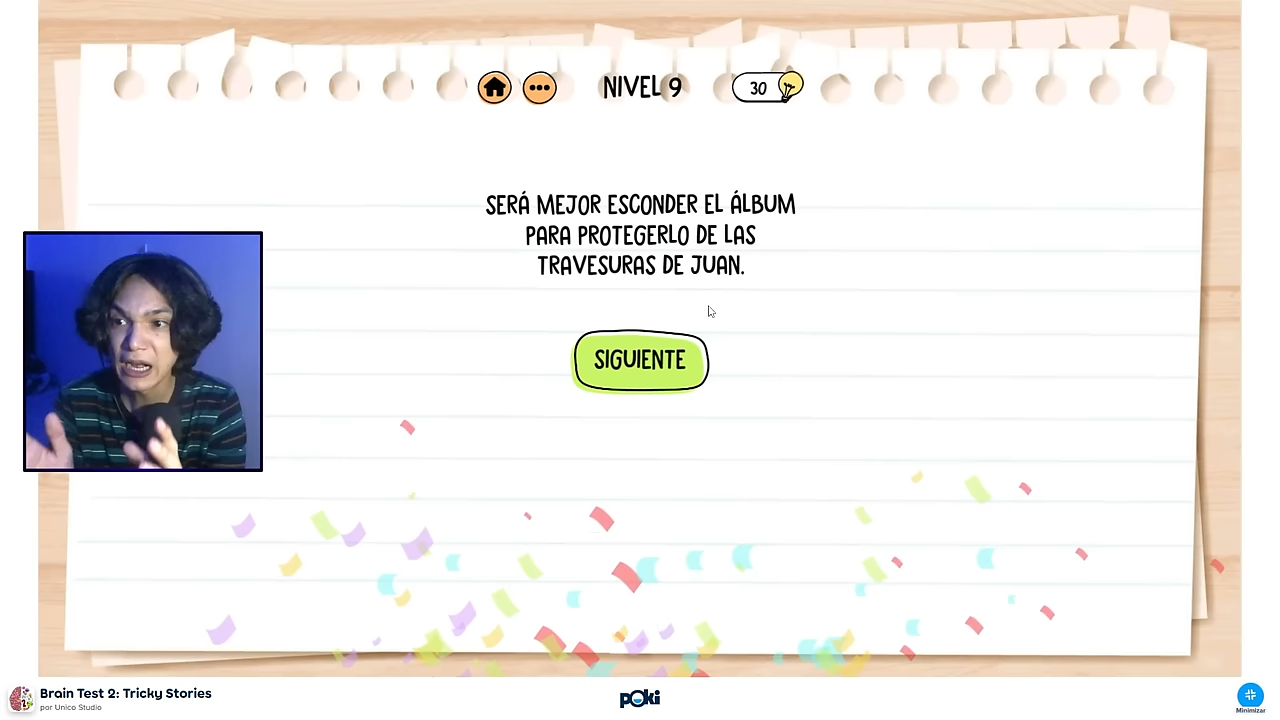 NIVEL 9
30
SERÁ MEJOR ESCONDER EL ÁLBUM
PARA PROTEGERLO DE LAS
TRAVESURAS DE JUAN.
SIGUIENTE
Brain Test 2: Tricky Stories
por Unico Studio
poki
Minimizar